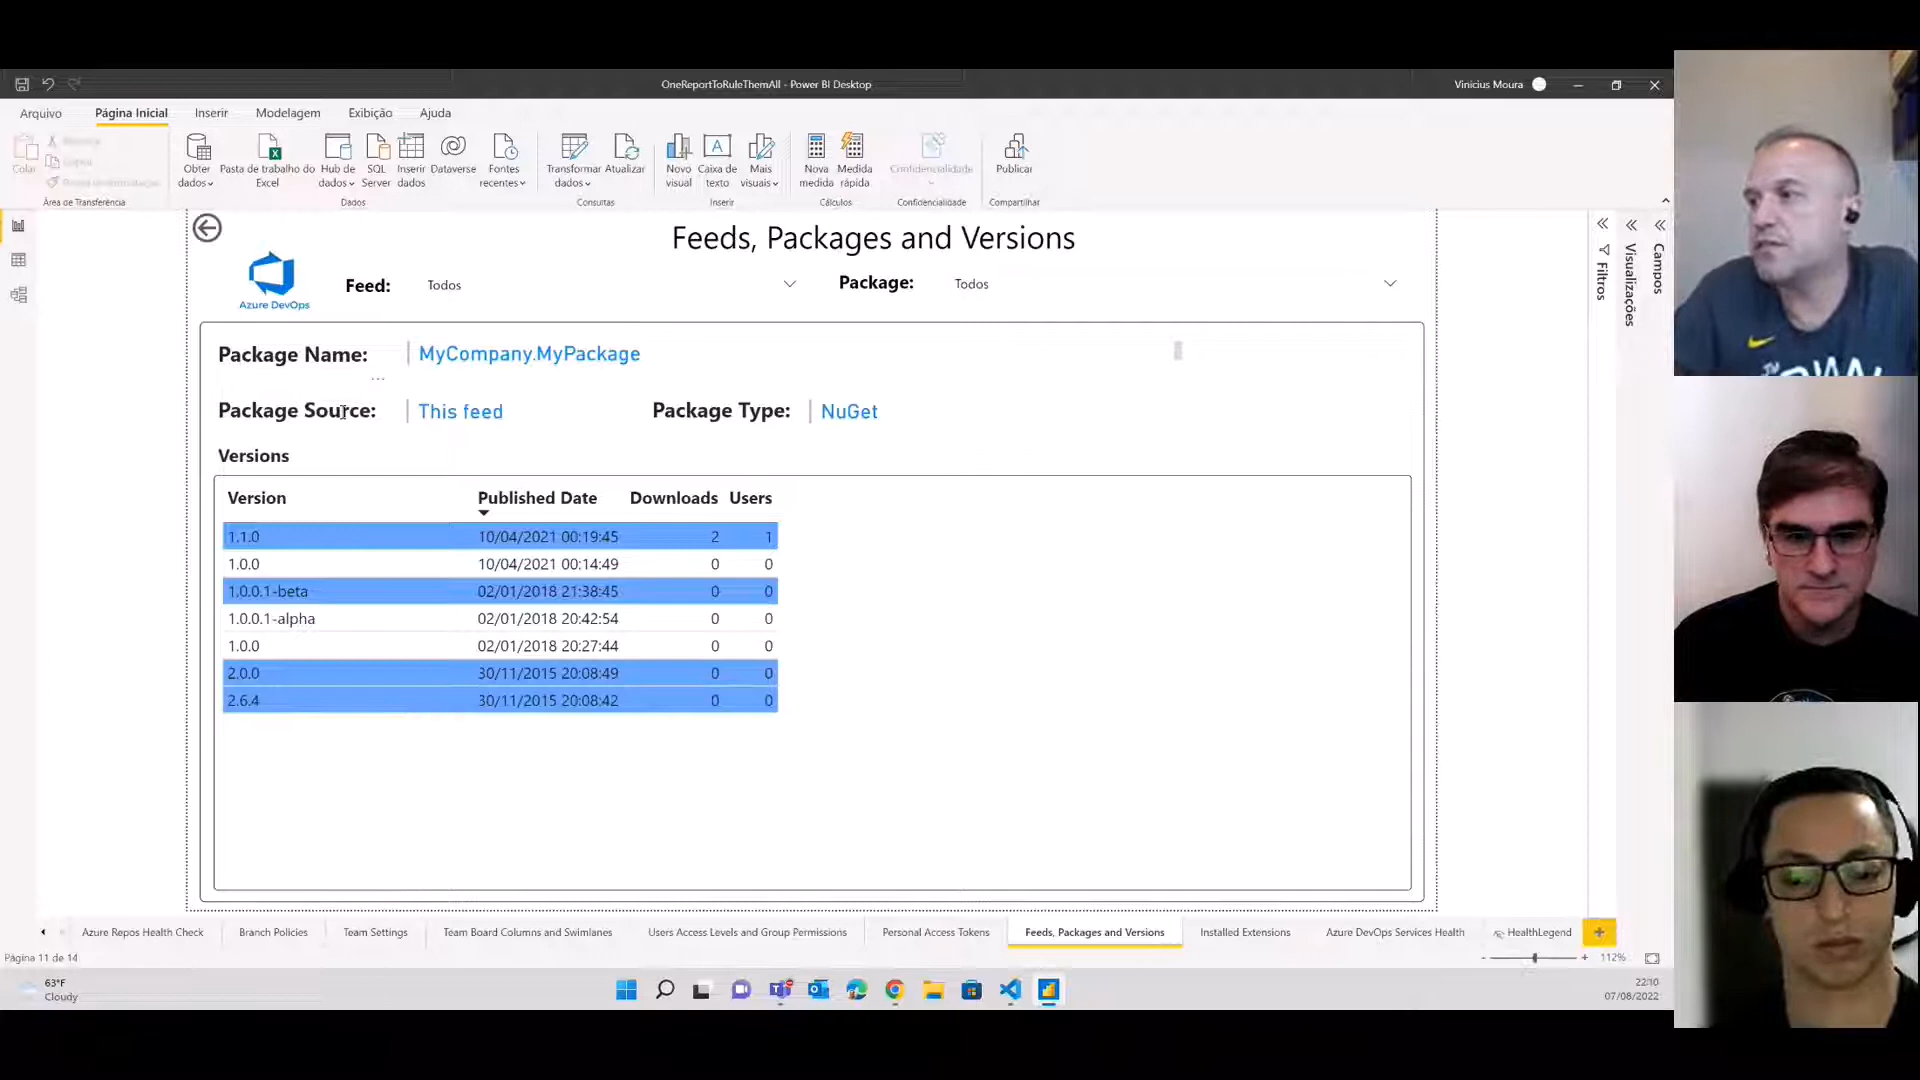 OneReportToRuleThemAll - Power BI Desktop
Vinicius Moura
Arquivo
Página Inicial
Inserir
Modelagem
Exibição
Ajuda
Colar
Obter dados
Pasta de trabalho do Excel
Hub de dados
SQL Server
Inserir dados
Dataverse
Fontes recentes
Transformar dados
Atualizar
Novo visual
Caixa de texto
Mais visuais
Nova medida
Medida rápida
Confidencialidade
Publicar
Área de Transferência
Dados
Consultas
Inserir
Cálculos
Confidencialidade
Compartilhar
Feeds, Packages and Versions
Azure DevOps
Feed: Todos
Package: Todos
Filtros
Visualizações
Campos
Package Name: MyCompany.MyPackage
...
Package Source: This feed
Package Type: NuGet
Versions
Version Published Date Downloads Users
1.1.0 10/04/2021 00:19:45 2 1
1.0.0 10/04/2021 00:14:49 0 0
1.0.0.1-beta 02/01/2018 21:38:45 0 0
1.0.0.1-alpha 02/01/2018 20:42:54 0 0
1.0.0 02/01/2018 20:27:44 0 0
2.0.0 30/11/2015 20:08:49 0 0
2.6.4 30/11/2015 20:08:42 0 0
Azure Repos Health Check
Branch Policies
Team Settings
Team Board Columns and Swimlanes
Users Access Levels and Group Permissions
Personal Access Tokens
Feeds, Packages and Versions
Installed Extensions
Azure DevOps Services Health
HealthLegend
+
Página 11 de 14
- + 112%
63°F
Cloudy
22:10
07/08/2022